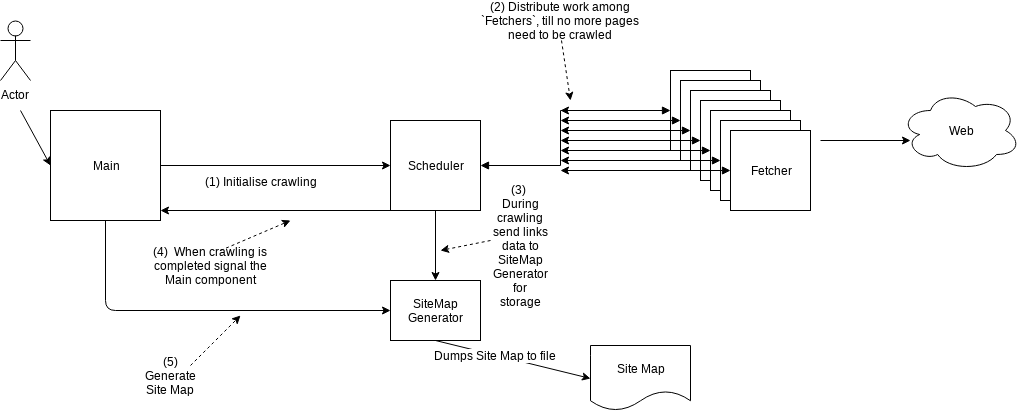 (2) Distribute work among
`Fetchers`, till no more pages
need to be crawled
Actor
Main
Scheduler
Fetcher
Web
(1) Initialise crawling
(3)
During
crawling
send links
data to
SiteMap
Generator
for
storage
(4)  When crawling is
completed signal the
Main component
SiteMap
Generator
(5)
Generate
Site Map
Dumps Site Map to file
Site Map